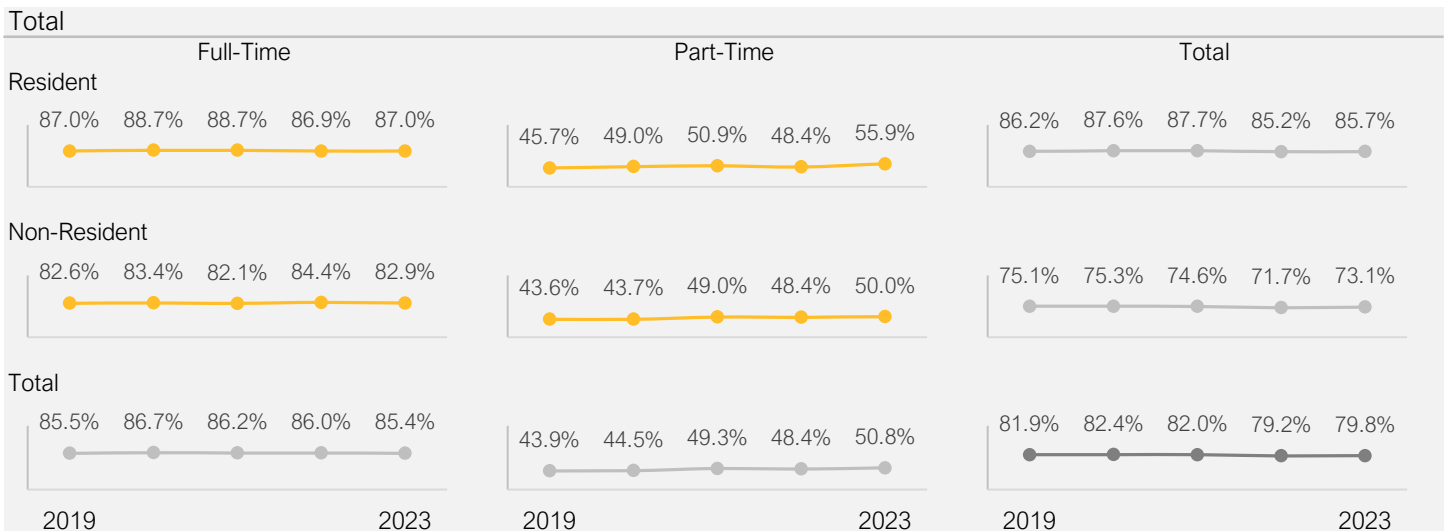 Total
Full-Time Part-Time Total
Resident
87.0% 88.7% 88.7% 86.9% 87.0% 45.7% 49.0% 50.9% 48.4% 55.9% 86.2% 87.6% 87.7% 85.2% 85.7%
Non-Resident
82.6% 83.4% 82.1% 84.4% 82.9% 43.6% 43.7% 49.0% 48.4% 50.0% 75.1% 75.3% 74.6% 71.7% 73.1%
Total
85.5% 86.7% 86.2% 86.0% 85.4% 43.9% 44.5% 49.3% 48.4% 50.8% 81.9% 82.4% 82.0% 79.2% 79.8%
2019 2023 2019 2023 2019 2023